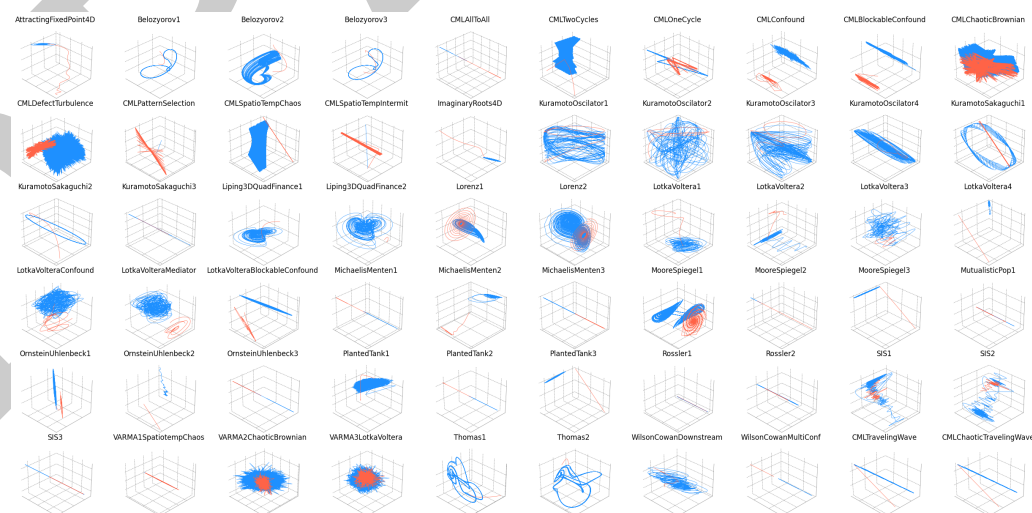 AttractingFixedPoint4D Belozyorov1 Belozyorov2 Belozyorov3 CMLAllToAll CMLTwoCycles CMLOneCycle CMLConfound CMLBlockableConfound CMLChaoticBrownian
CMLDefectTurbulence CMLPatternSelection CMLSpatioTempChaos CMLSpatioTempIntermit ImaginaryRoots4D KuramotoOscilator1 KuramotoOscilator2 KuramotoOscilator3 KuramotoOscilator4 KuramotoSakaguchi1
KuramotoSakaguchi2 KuramotoSakaguchi3 Liping3DQuadFinance1 Liping3DQuadFinance2 Lorenz1 Lorenz2 LotkaVoltera1 LotkaVoltera2 LotkaVoltera3 LotkaVoltera4
LotkaVolteraConfound LotkaVolteraMediator LotkaVolteraBlockableConfound MichaelisMenten1 MichaelisMenten2 MichaelisMenten3 MooreSpiegel1 MooreSpiegel2 MooreSpiegel3 MutualisticPop1
OrnsteinUhlenbeck1 OrnsteinUhlenbeck2 OrnsteinUhlenbeck3 PlantedTank1 PlantedTank2 PlantedTank3 Rossler1 Rossler2 SIS1 SIS2
SIS3 VARMA1SpatiotempChaos VARMA2ChaoticBrownian VARMA3LotkaVoltera Thomas1 Thomas2 WilsonCowanDownstream WilsonCowanMultiConf CMLTravelingWave CMLChaoticTravelingWave